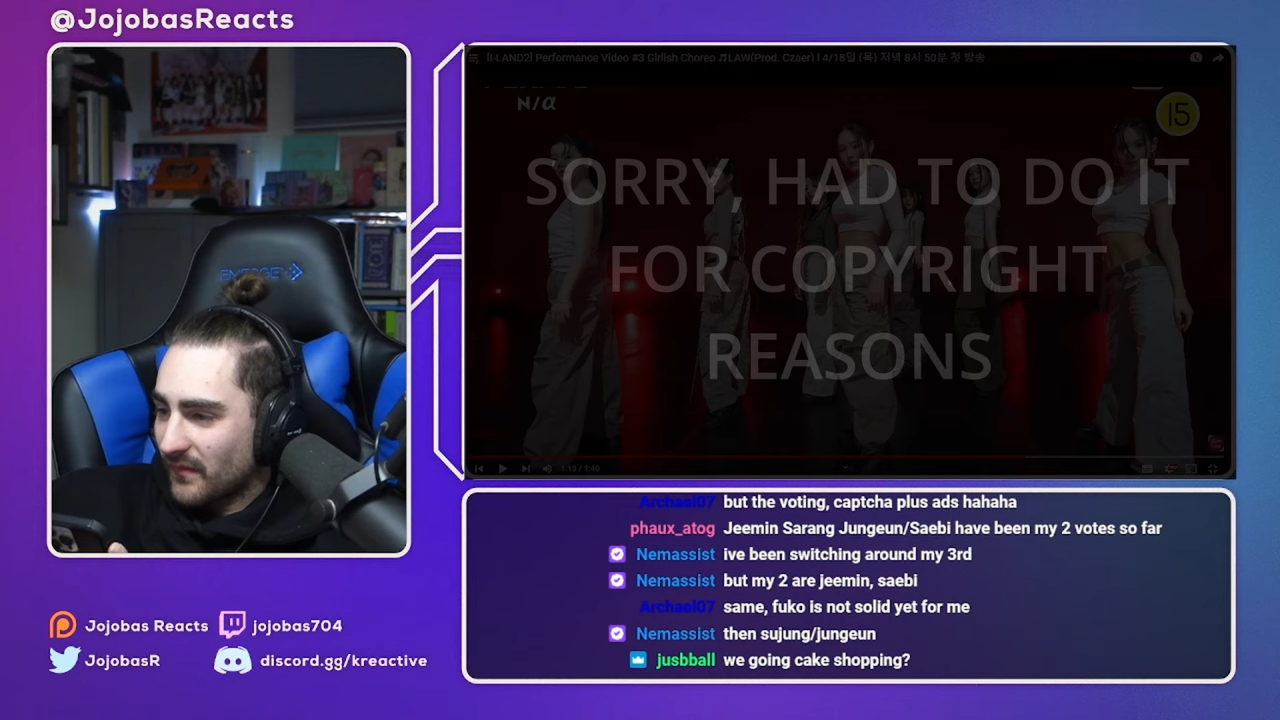 @JojobasReacts
[I-LAND2] Performance Video #3 Girlish Choreo ♫LAW(Prod. Czaer) l 4/18일 (목) 저녁 8시 50분 첫 방송
N/α
15
SORRY, HAD TO DO IT
FOR COPYRIGHT
REASONS
1:13 / 1:40
Archael07 but the voting, captcha plus ads hahaha
phaux_atog Jeemin Sarang Jungeun/Saebi have been my 2 votes so far
Nemassist ive been switching around my 3rd
Nemassist but my 2 are jeemin, saebi
Archael07 same, fuko is not solid yet for me
Nemassist then sujung/jungeun
jusbball we going cake shopping?
Jojobas Reacts jojobas704
JojobasR discord.gg/kreactive